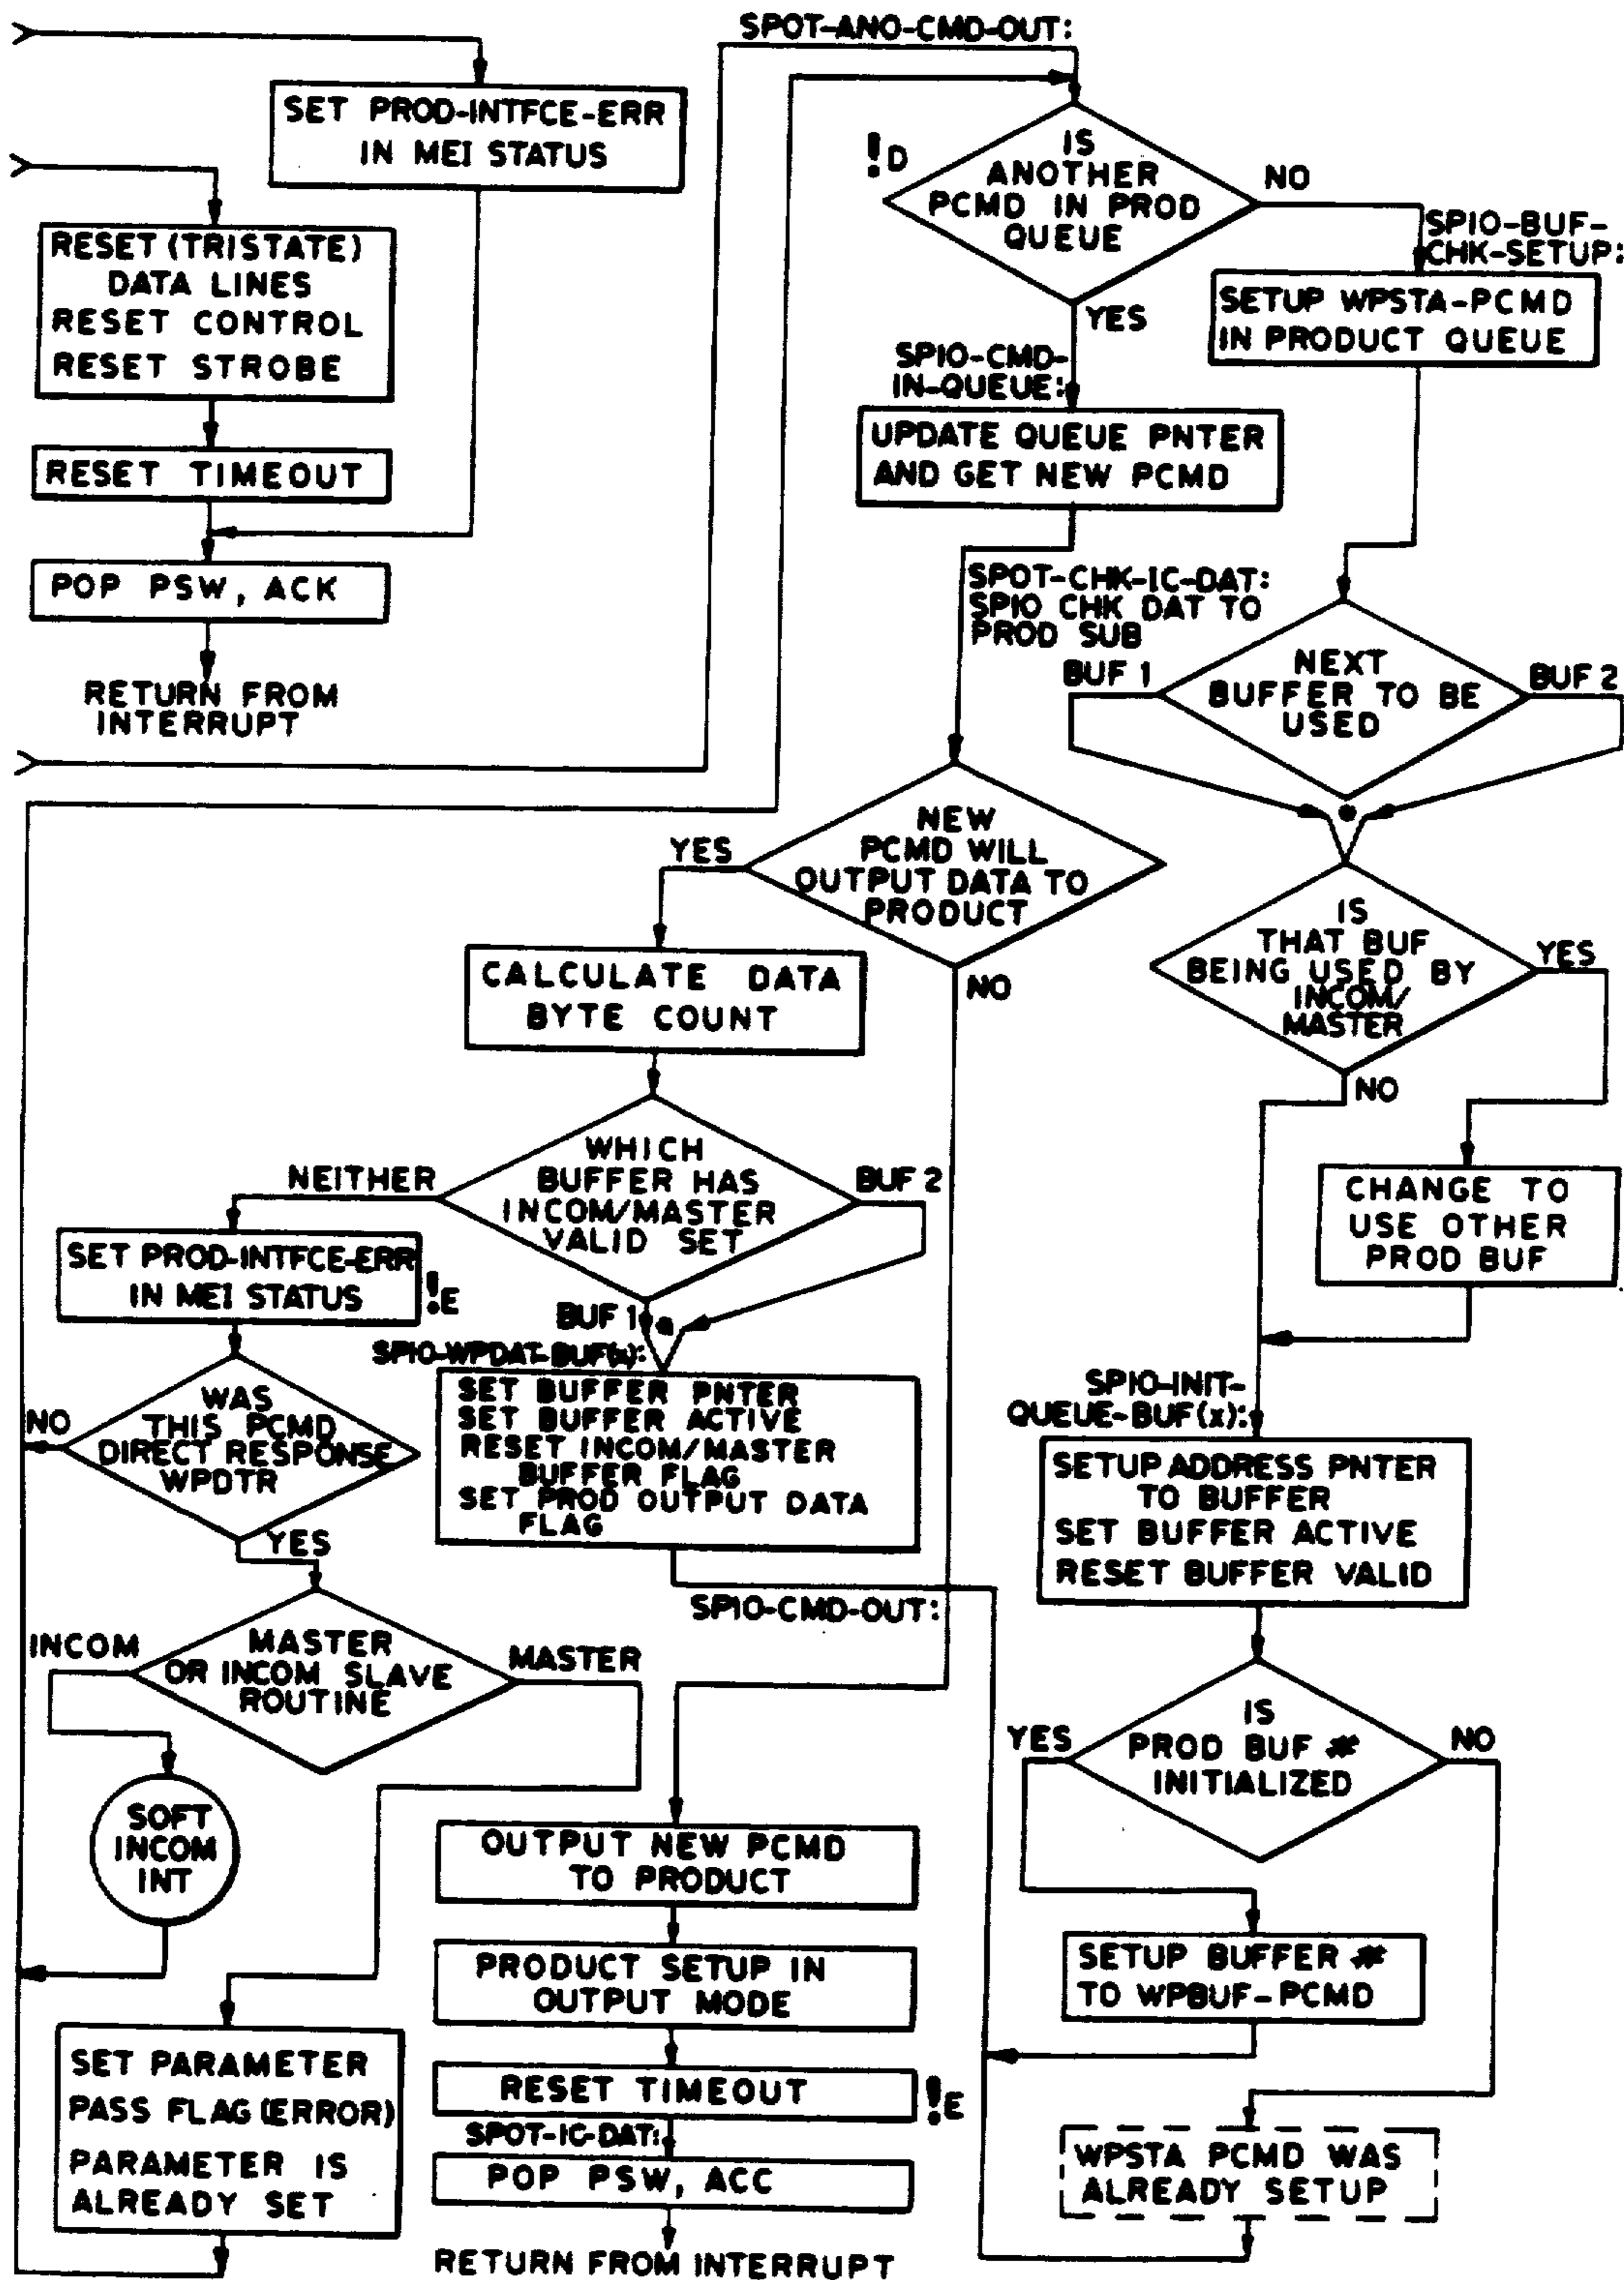 SPOT-ANO-CMD-OUT:
SET PROD-INTFCE-ERR
IN MEI STATUS
RESET (TRISTATE)
DATA LINES
RESET CONTROL
RESET STROBE
RESET TIMEOUT
POP PSW, ACK
RETURN FROM
INTERRUPT
!D
IS
ANOTHER
PCMD IN PROD
QUEUE
NO
YES
SPIO-BUF-
CHK-SETUP:
SETUP WPSTA-PCMD
IN PRODUCT QUEUE
SPIO-CMD-
IN-QUEUE:
UPDATE QUEUE PNTER
AND GET NEW PCMD
SPOT-CHK-IC-DAT:
SPIO CHK DAT TO
PROD SUB
BUF 1
NEXT
BUFFER TO BE
USED
BUF 2
YES
NEW
PCMD WILL
OUTPUT DATA TO
PRODUCT
NO
IS
THAT BUF
BEING USED BY
INCOM/
MASTER
YES
NO
CALCULATE DATA
BYTE COUNT
CHANGE TO
USE OTHER
PROD BUF
NEITHER
WHICH
BUFFER HAS
INCOM/MASTER
VALID SET
BUF 2
BUF 1
SET PROD-INTFCE-ERR
IN MEI STATUS
!E
SPIO-WPDAT-BUF(x):
SET BUFFER PNTER
SET BUFFER ACTIVE
RESET INCOM/MASTER
BUFFER FLAG
SET PROD OUTPUT DATA
FLAG
NO
WAS
THIS PCMD
DIRECT RESPONSE
WPDTR
YES
SPIO-INIT-
QUEUE-BUF(x):
SETUP ADDRESS PNTER
TO BUFFER
SET BUFFER ACTIVE
RESET BUFFER VALID
SPIO-CMD-OUT:
INCOM
MASTER
OR INCOM SLAVE
ROUTINE
MASTER
YES
IS
PROD BUF #
INITIALIZED
NO
SOFT
INCOM
INT
OUTPUT NEW PCMD
TO PRODUCT
PRODUCT SETUP IN
OUTPUT MODE
SETUP BUFFER #
TO WPBUF-PCMD
SET PARAMETER
PASS FLAG (ERROR)
PARAMETER IS
ALREADY SET
RESET TIMEOUT
!E
SPOT-IC-DAT:
POP PSW, ACC
RETURN FROM INTERRUPT
WPSTA PCMD WAS
ALREADY SETUP